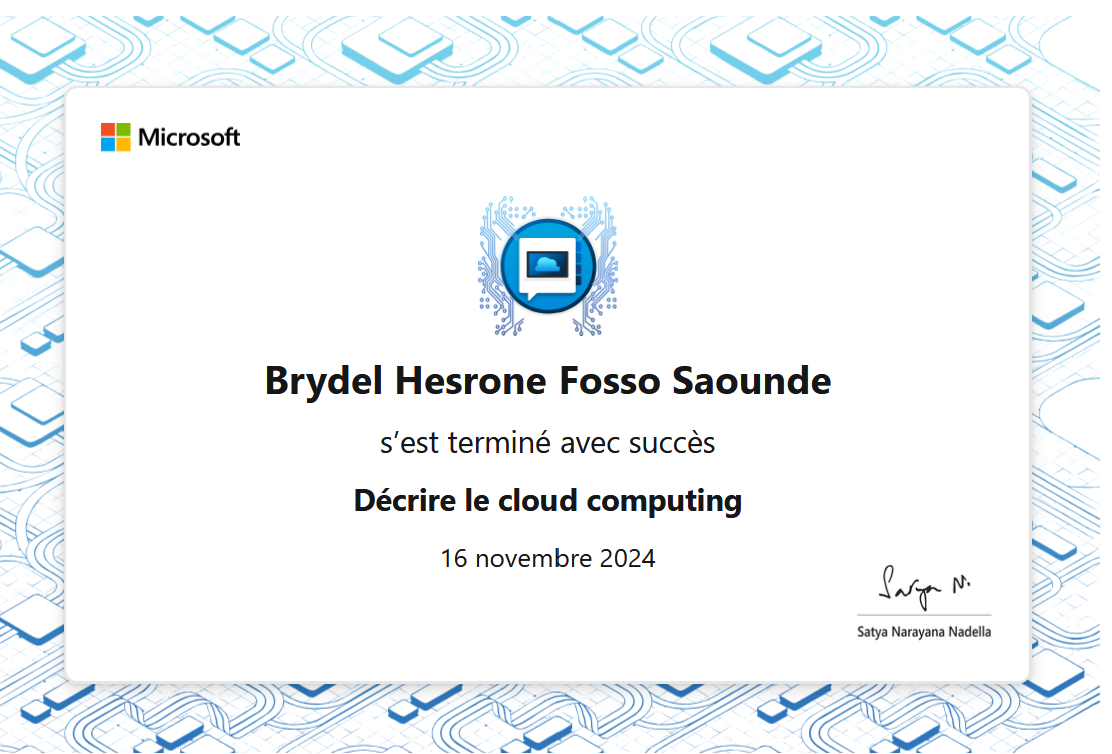 Microsoft
Brydel Hesrone Fosso Saounde
s’est terminé avec succès
Décrire le cloud computing
16 novembre 2024
Satya N.
Satya Narayana Nadella